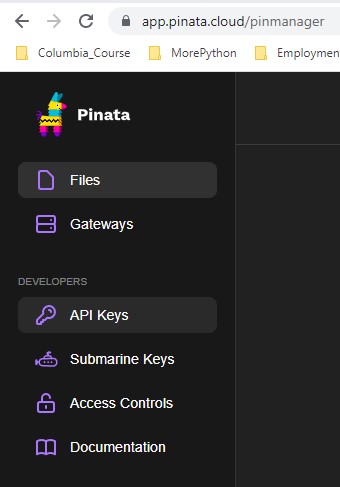 app.pinata.cloud/pinmanager
Columbia_Course MorePython Employmen
Pinata
Files
Gateways
DEVELOPERS
API Keys
Submarine Keys
Access Controls
Documentation